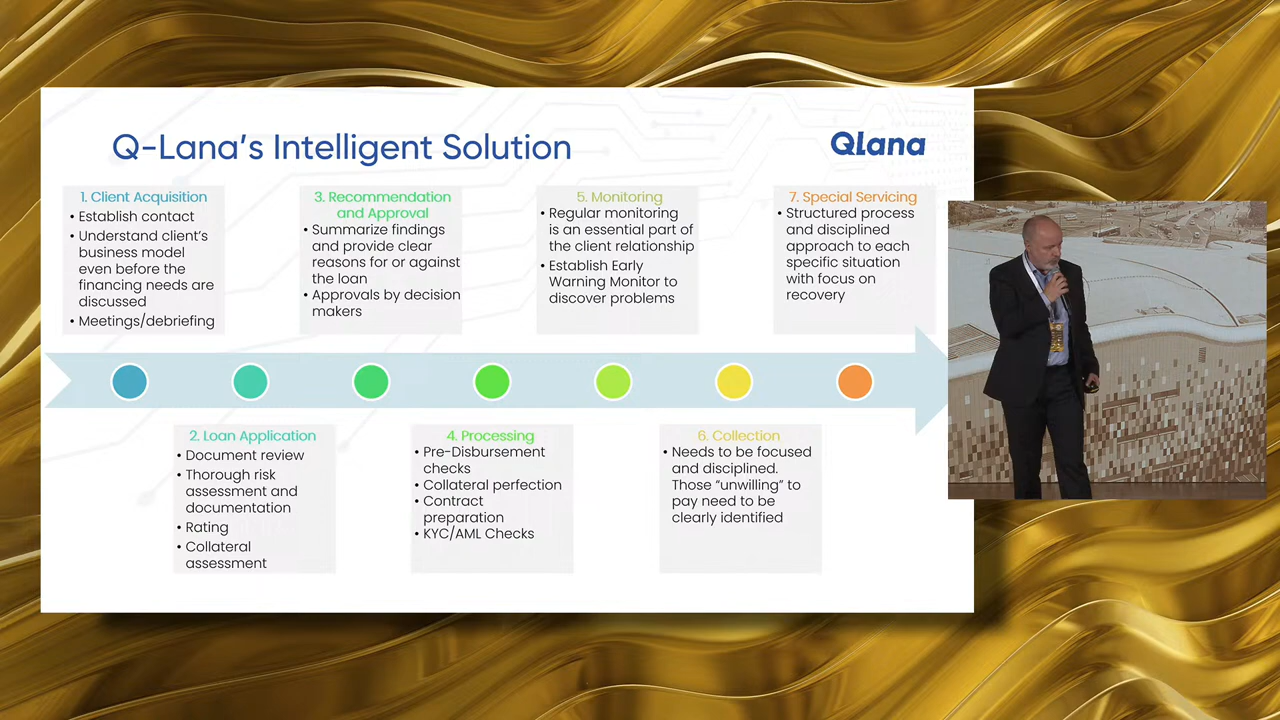 Q-Lana's Intelligent Solution
Qlana
1. Client Acquisition
• Establish contact
• Understand client's
business model
even before the
financing needs are
discussed
• Meetings/debriefing
3. Recommendation
and Approval
• Summarize findings
and provide clear
reasons for or against
the loan
• Approvals by decision
makers
5. Monitoring
• Regular monitoring
is an essential part of
the client relationship
• Establish Early
Warning Monitor to
discover problems
7. Special Servicing
• Structured process
and disciplined
approach to each
specific situation
with focus on
recovery
2. Loan Application
• Document review
• Thorough risk
assessment and
documentation
• Rating
• Collateral
assessment
4. Processing
• Pre-Disbursement
checks
• Collateral perfection
• Contract
preparation
• KYC/AML Checks
6. Collection
• Needs to be focused
and disciplined.
Those “unwilling” to
pay need to be
clearly identified